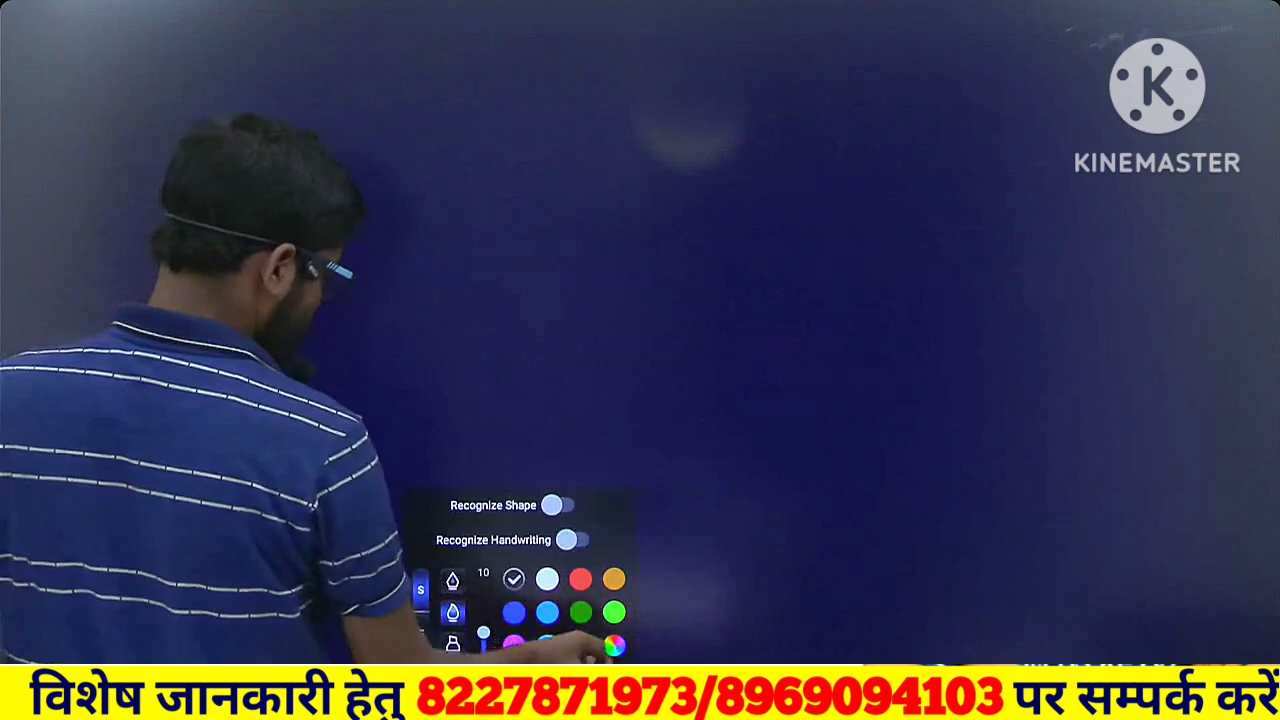 K
KINEMASTER
Recognize Shape
Recognize Handwriting
10
S
विशेष जानकारी हेतु 8227871973/8969094103 पर सम्पर्क करें